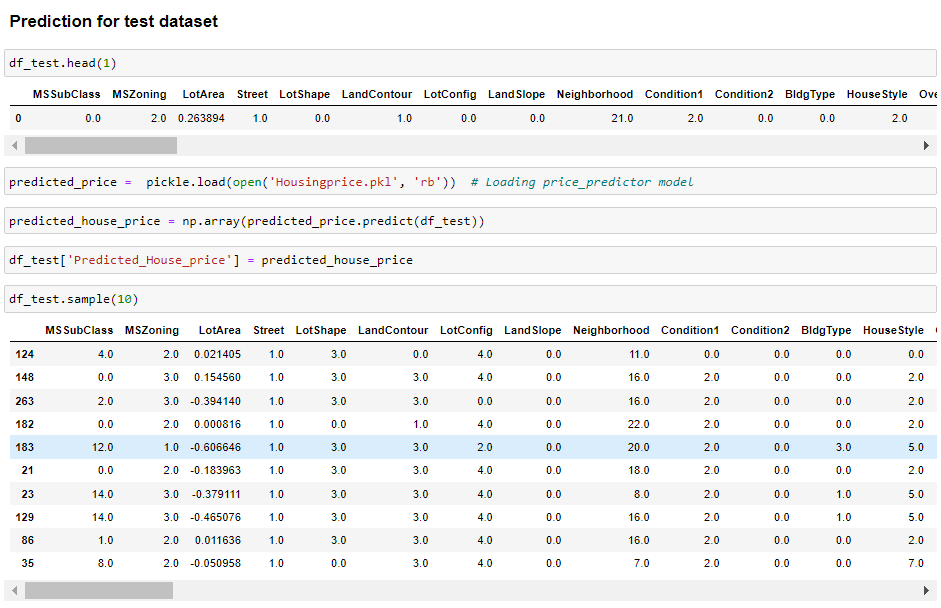 Prediction for test dataset
df_test.head(1)
MSSubClass MSZoning LotArea Street LotShape LandContour LotConfig LandSlope Neighborhood Condition1 Condition2 BldgType HouseStyle Ove
0 0.0 2.0 0.263894 1.0 0.0 1.0 0.0 0.0 21.0 2.0 0.0 0.0 2.0
predicted_price = pickle.load(open('Housingprice.pkl', 'rb')) # Loading price_predictor model
predicted_house_price = np.array(predicted_price.predict(df_test))
df_test['Predicted_House_price'] = predicted_house_price
df_test.sample(10)
MSSubClass MSZoning LotArea Street LotShape LandContour LotConfig LandSlope Neighborhood Condition1 Condition2 BldgType HouseStyle
124 4.0 2.0 0.021405 1.0 3.0 0.0 4.0 0.0 11.0 0.0 0.0 0.0 0.0
148 0.0 3.0 0.154560 1.0 3.0 3.0 4.0 0.0 16.0 2.0 0.0 0.0 2.0
263 2.0 3.0 -0.394140 1.0 3.0 3.0 0.0 0.0 16.0 2.0 0.0 0.0 2.0
182 0.0 2.0 0.000816 1.0 0.0 1.0 4.0 0.0 22.0 2.0 0.0 0.0 2.0
183 12.0 1.0 -0.606646 1.0 3.0 3.0 2.0 0.0 20.0 2.0 0.0 3.0 5.0
21 0.0 2.0 -0.183963 1.0 3.0 3.0 4.0 0.0 18.0 2.0 0.0 0.0 2.0
23 14.0 3.0 -0.379111 1.0 3.0 3.0 4.0 0.0 8.0 2.0 0.0 1.0 5.0
129 14.0 3.0 -0.465076 1.0 3.0 3.0 4.0 0.0 16.0 2.0 0.0 1.0 5.0
86 1.0 2.0 0.011636 1.0 3.0 3.0 4.0 0.0 16.0 2.0 0.0 0.0 2.0
35 8.0 2.0 -0.050958 1.0 0.0 3.0 4.0 0.0 7.0 2.0 0.0 0.0 7.0